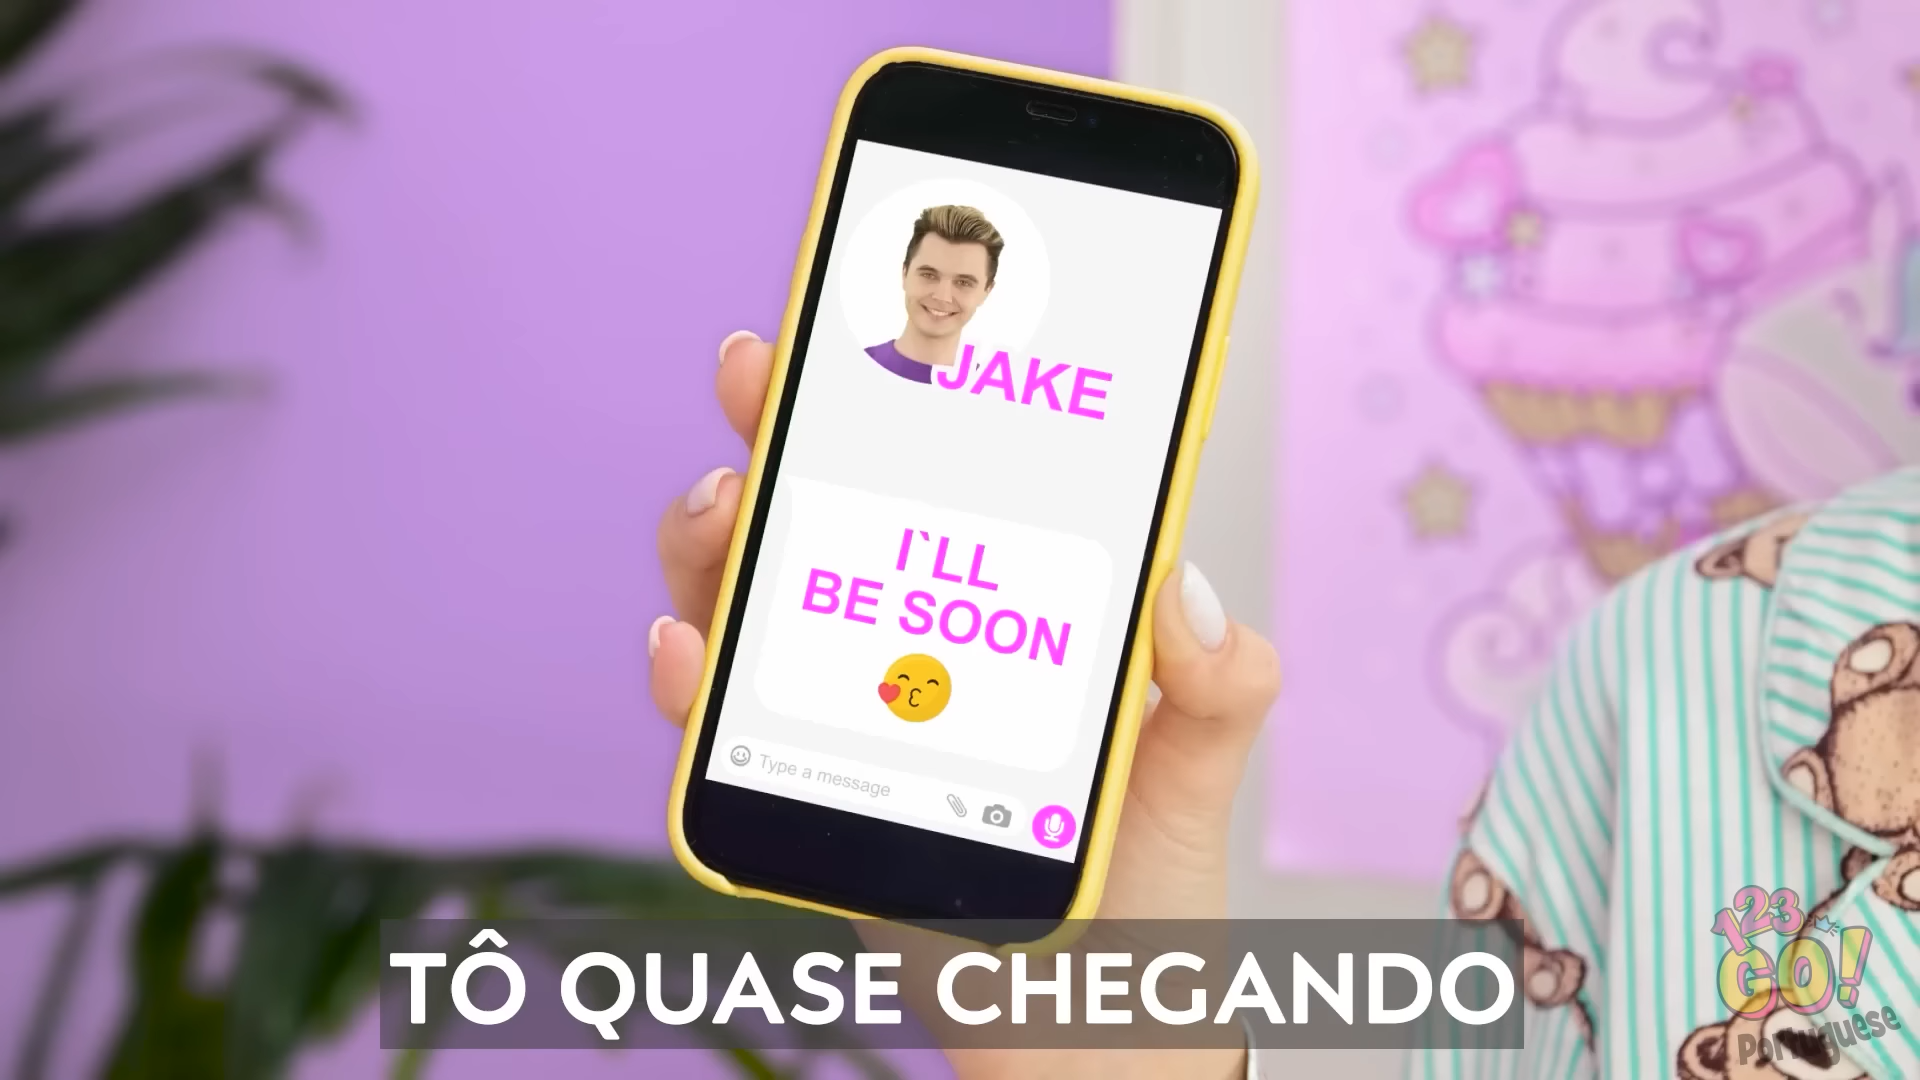 JAKE
I`LL
BE SOON
Type a message
TÔ QUASE CHEGANDO
123
GO!
Portuguese